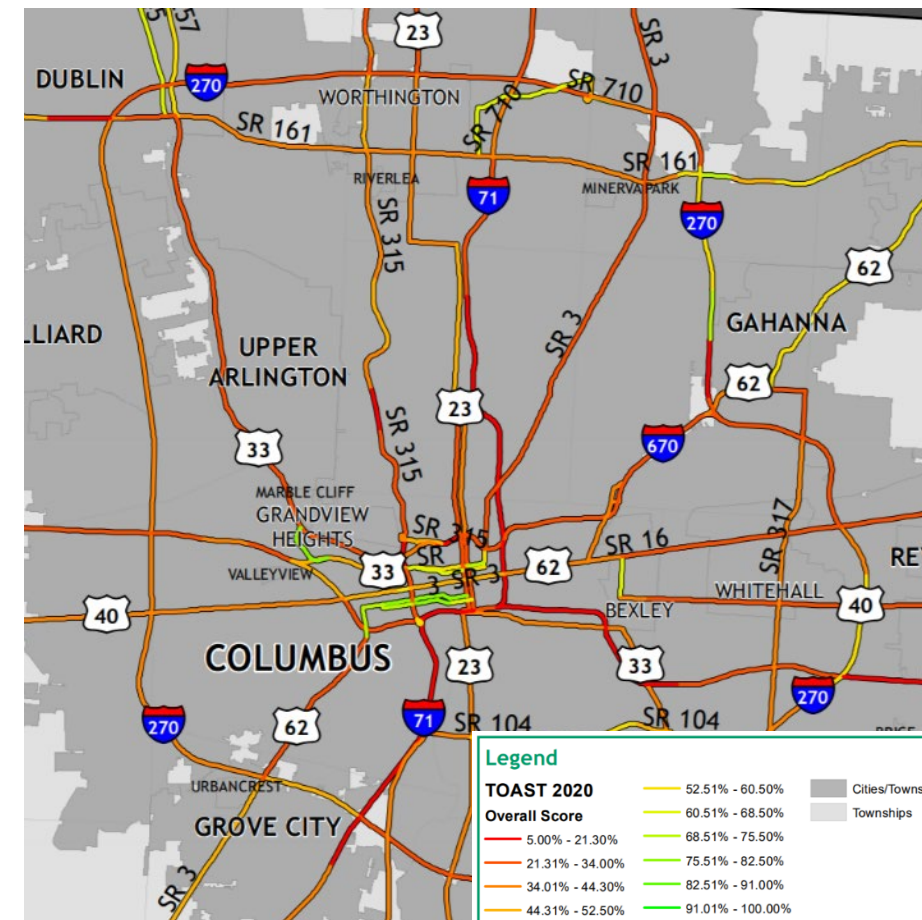 57
23
SR 3
DUBLIN
270
WORTHINGTON
SR 710
SR 710
SR 161
SR 161
RIVERLEA
MINERVA PARK
71
270
SR 315
62
LLIARD
GAHANNA
UPPER
ARLINGTON
SR 3
62
23
33
SR 315
670
MARBLE CLIFF
GRANDVIEW
HEIGHTS
SR 315
SR 16
SR 317
SR
3
SR 3
33
62
VALLEYVIEW
RE
WHITEHALL
40
BEXLEY
40
COLUMBUS
23
33
270
270
62
71
SR 104
SR 104
URBANCREST
GROVE CITY
SR 3
Legend
TOAST 2020
Overall Score
5.00% - 21.30%
21.31% - 34.00%
34.01% - 44.30%
44.31% - 52.50%
52.51% - 60.50%
60.51% - 68.50%
68.51% - 75.50%
75.51% - 82.50%
82.51% - 91.00%
91.01% - 100.00%
Cities/Towns
Townships